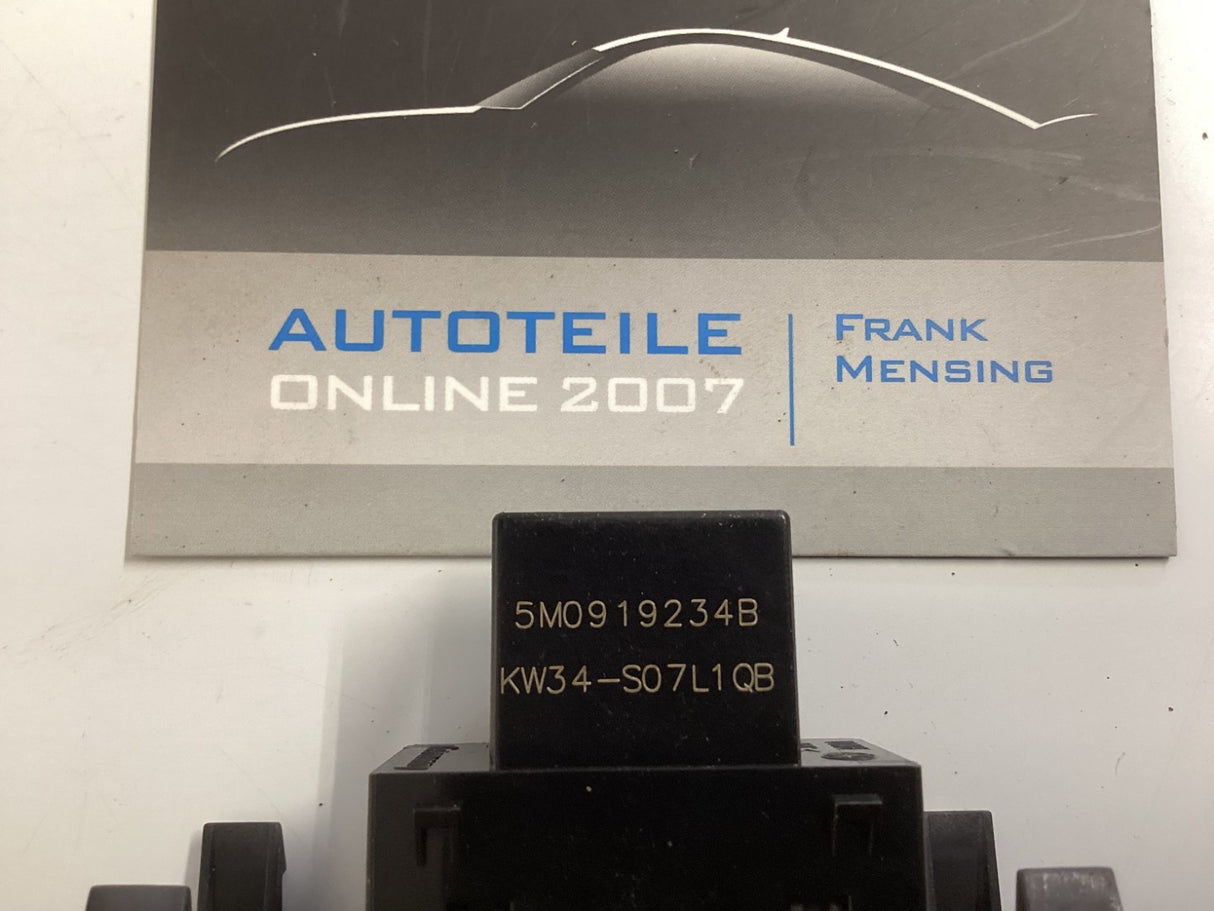 AUTOTEILE
ONLINE 2007
FRANK
MENSING
5M0919234B
KW34-S07L1QB